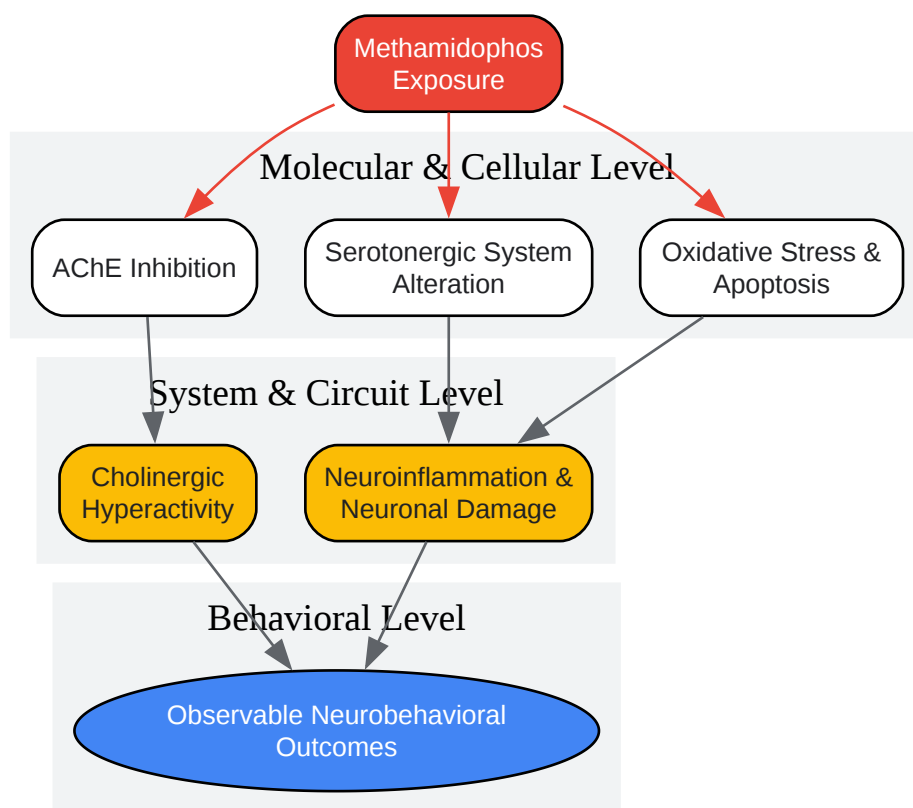 Methamidophos
Exposure
Molecular & Cellular Level
AChE Inhibition
Serotonergic System
Alteration
Oxidative Stress &
Apoptosis
System & Circuit Level
Cholinergic
Hyperactivity
Neuroinflammation &
Neuronal Damage
Behavioral Level
Observable Neurobehavioral
Outcomes